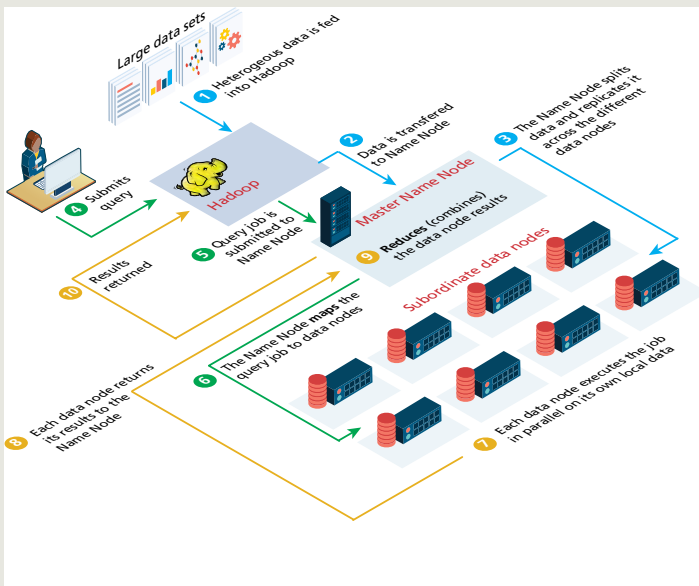 Large data sets
1 Heterogeous data is fed
into Hadoop
2 Data is transfered
to Name Node
3 The Name Node splits
data and replicates it
across the different
data nodes
Hadoop
Master Name Node
4 Submits
query
5 Query job is
submitted to
Name Node
9 Reduces (combines)
the data node results
10 Results
returned
Subordinate data nodes
6 The Name Node maps the
query job to data nodes
7 Each data node executes the job
in parallel on its own local data
8 Each data node returns
its results to the
Name Node